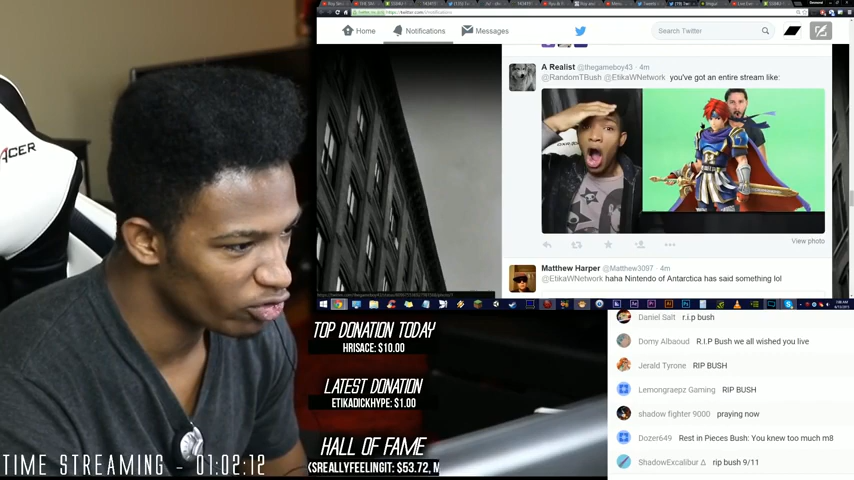 Home
Notifications
Messages
Search Twitter
A Realist @thegameboy43 · 4m
@RandomTBush @EtikaWNetwork you've got an entire stream like:
View photo
Matthew Harper @Matthew3097 · 4m
@EtikaWNetwork haha Nintendo of Antarctica has said something lol
ACER
TOP DONATION TODAY
HRISACE: $10.00
LATEST DONATION
ETIKADICKHYPE: $1.00
HALL OF FAME
(SREALLYFEELINGIT: $53.72, M
TIME STREAMING - 01:02:12
Daniel Salt r.i.p bush
Domy Albaoud R.I.P Bush we all wished you live
Jerald Tyrone RIP BUSH
Lemongraepz Gaming RIP BUSH
shadow fighter 9000 praying now
Dozer649 Rest in Pieces Bush: You knew too much m8
ShadowExcalibur Δ rip bush 9/11